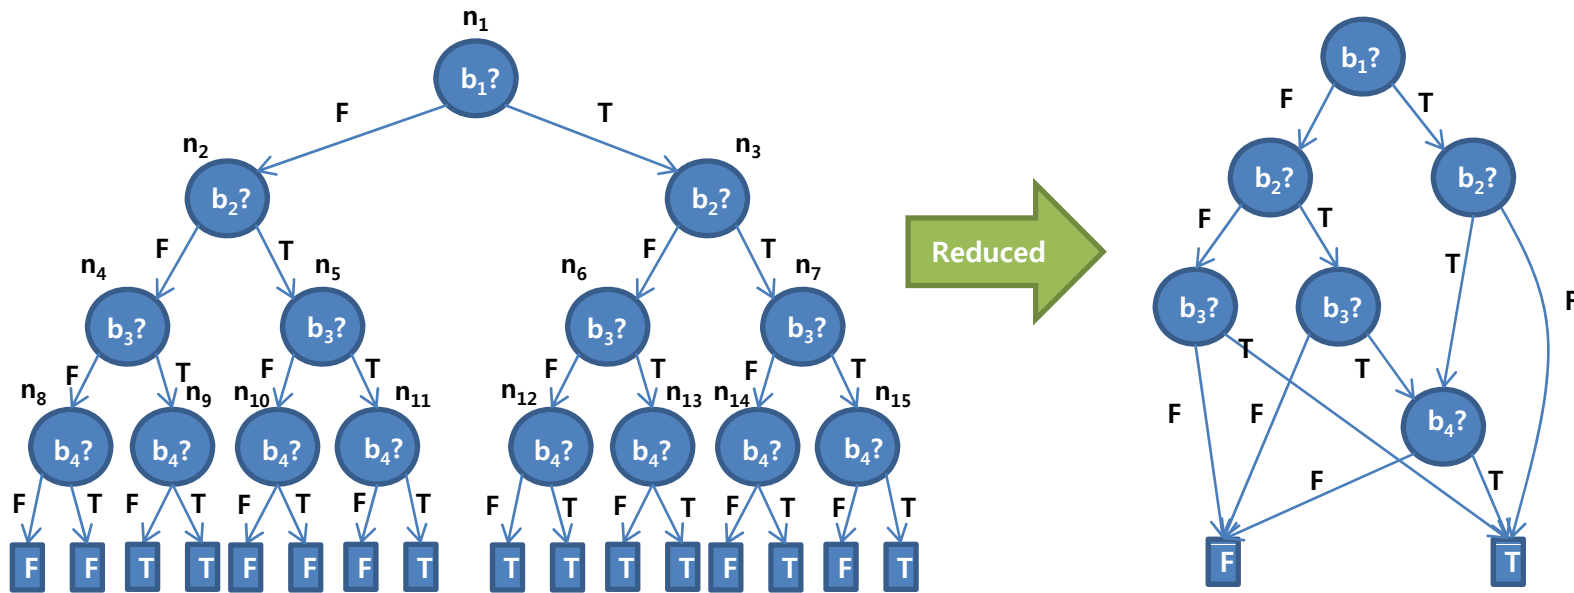 n1
b1?
F T
n2 n3
b2? b2?
F T F T
n4 n5 n6 n7
b3? b3? b3? b3?
F T F T F T F T
n8 n9 n10 n11 n12 n13 n14 n15
b4? b4? b4? b4? b4? b4? b4? b4?
F T F T F T F T F T F T F T F T
F F T T F F F T T T T T F T F T
Reduced
b1?
F T
b2? b2?
F T T F
b3? b3?
T T
F F b4?
F T
F T